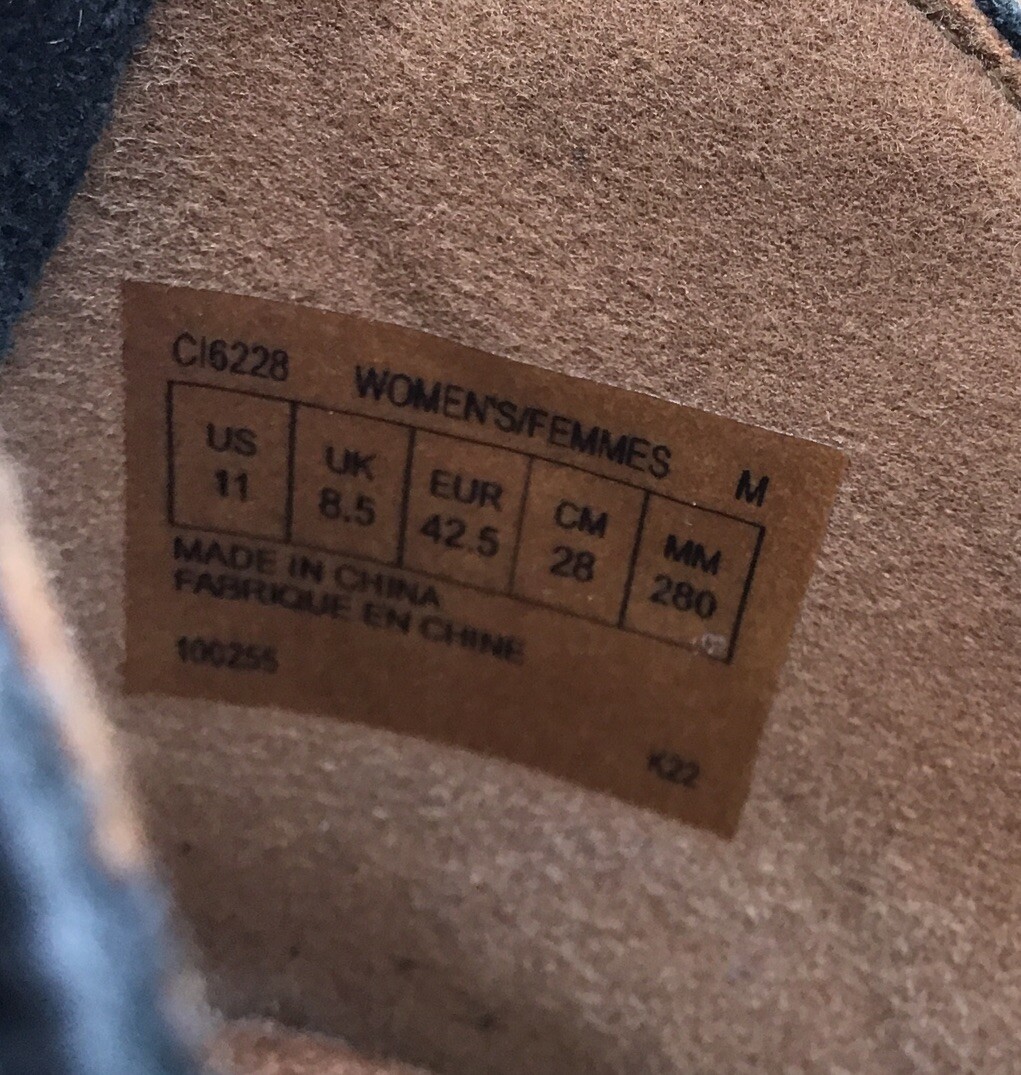 CI6228 WOMEN'S/FEMMES M
US UK EUR CM MM
11 8.5 42.5 28 280
MADE IN CHINA
FABRIQUE EN CHINE
100255
K22